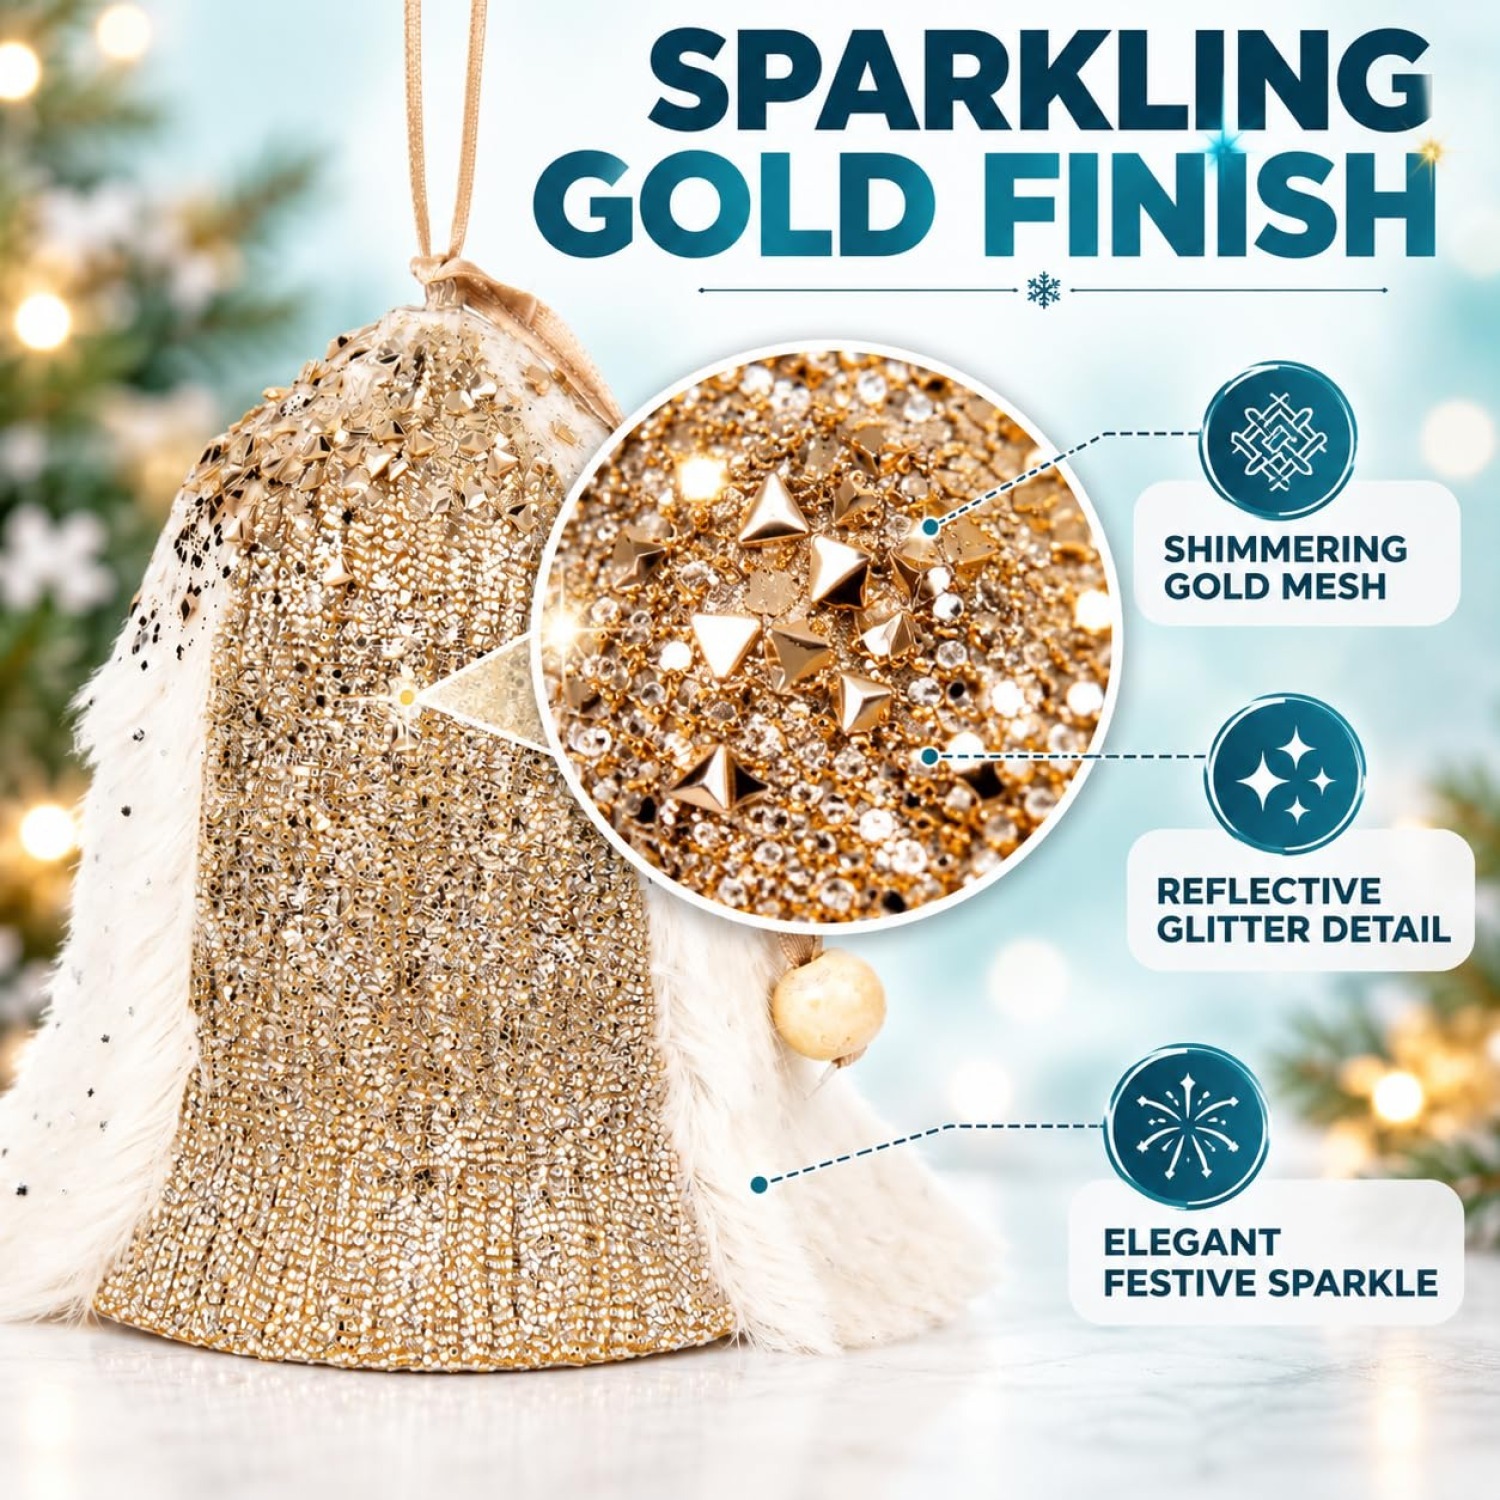 SPARKLING
GOLD FINISH
SHIMMERING
GOLD MESH
REFLECTIVE
GLITTER DETAIL
ELEGANT
FESTIVE SPARKLE